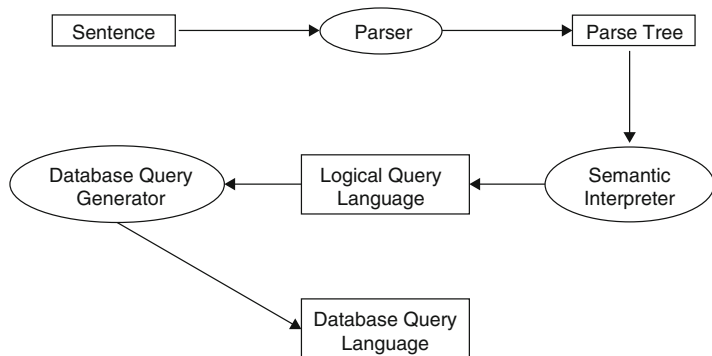 Sentence
Parser
Parse Tree
Database Query
Generator
Logical Query
Language
Semantic
Interpreter
Database Query
Language